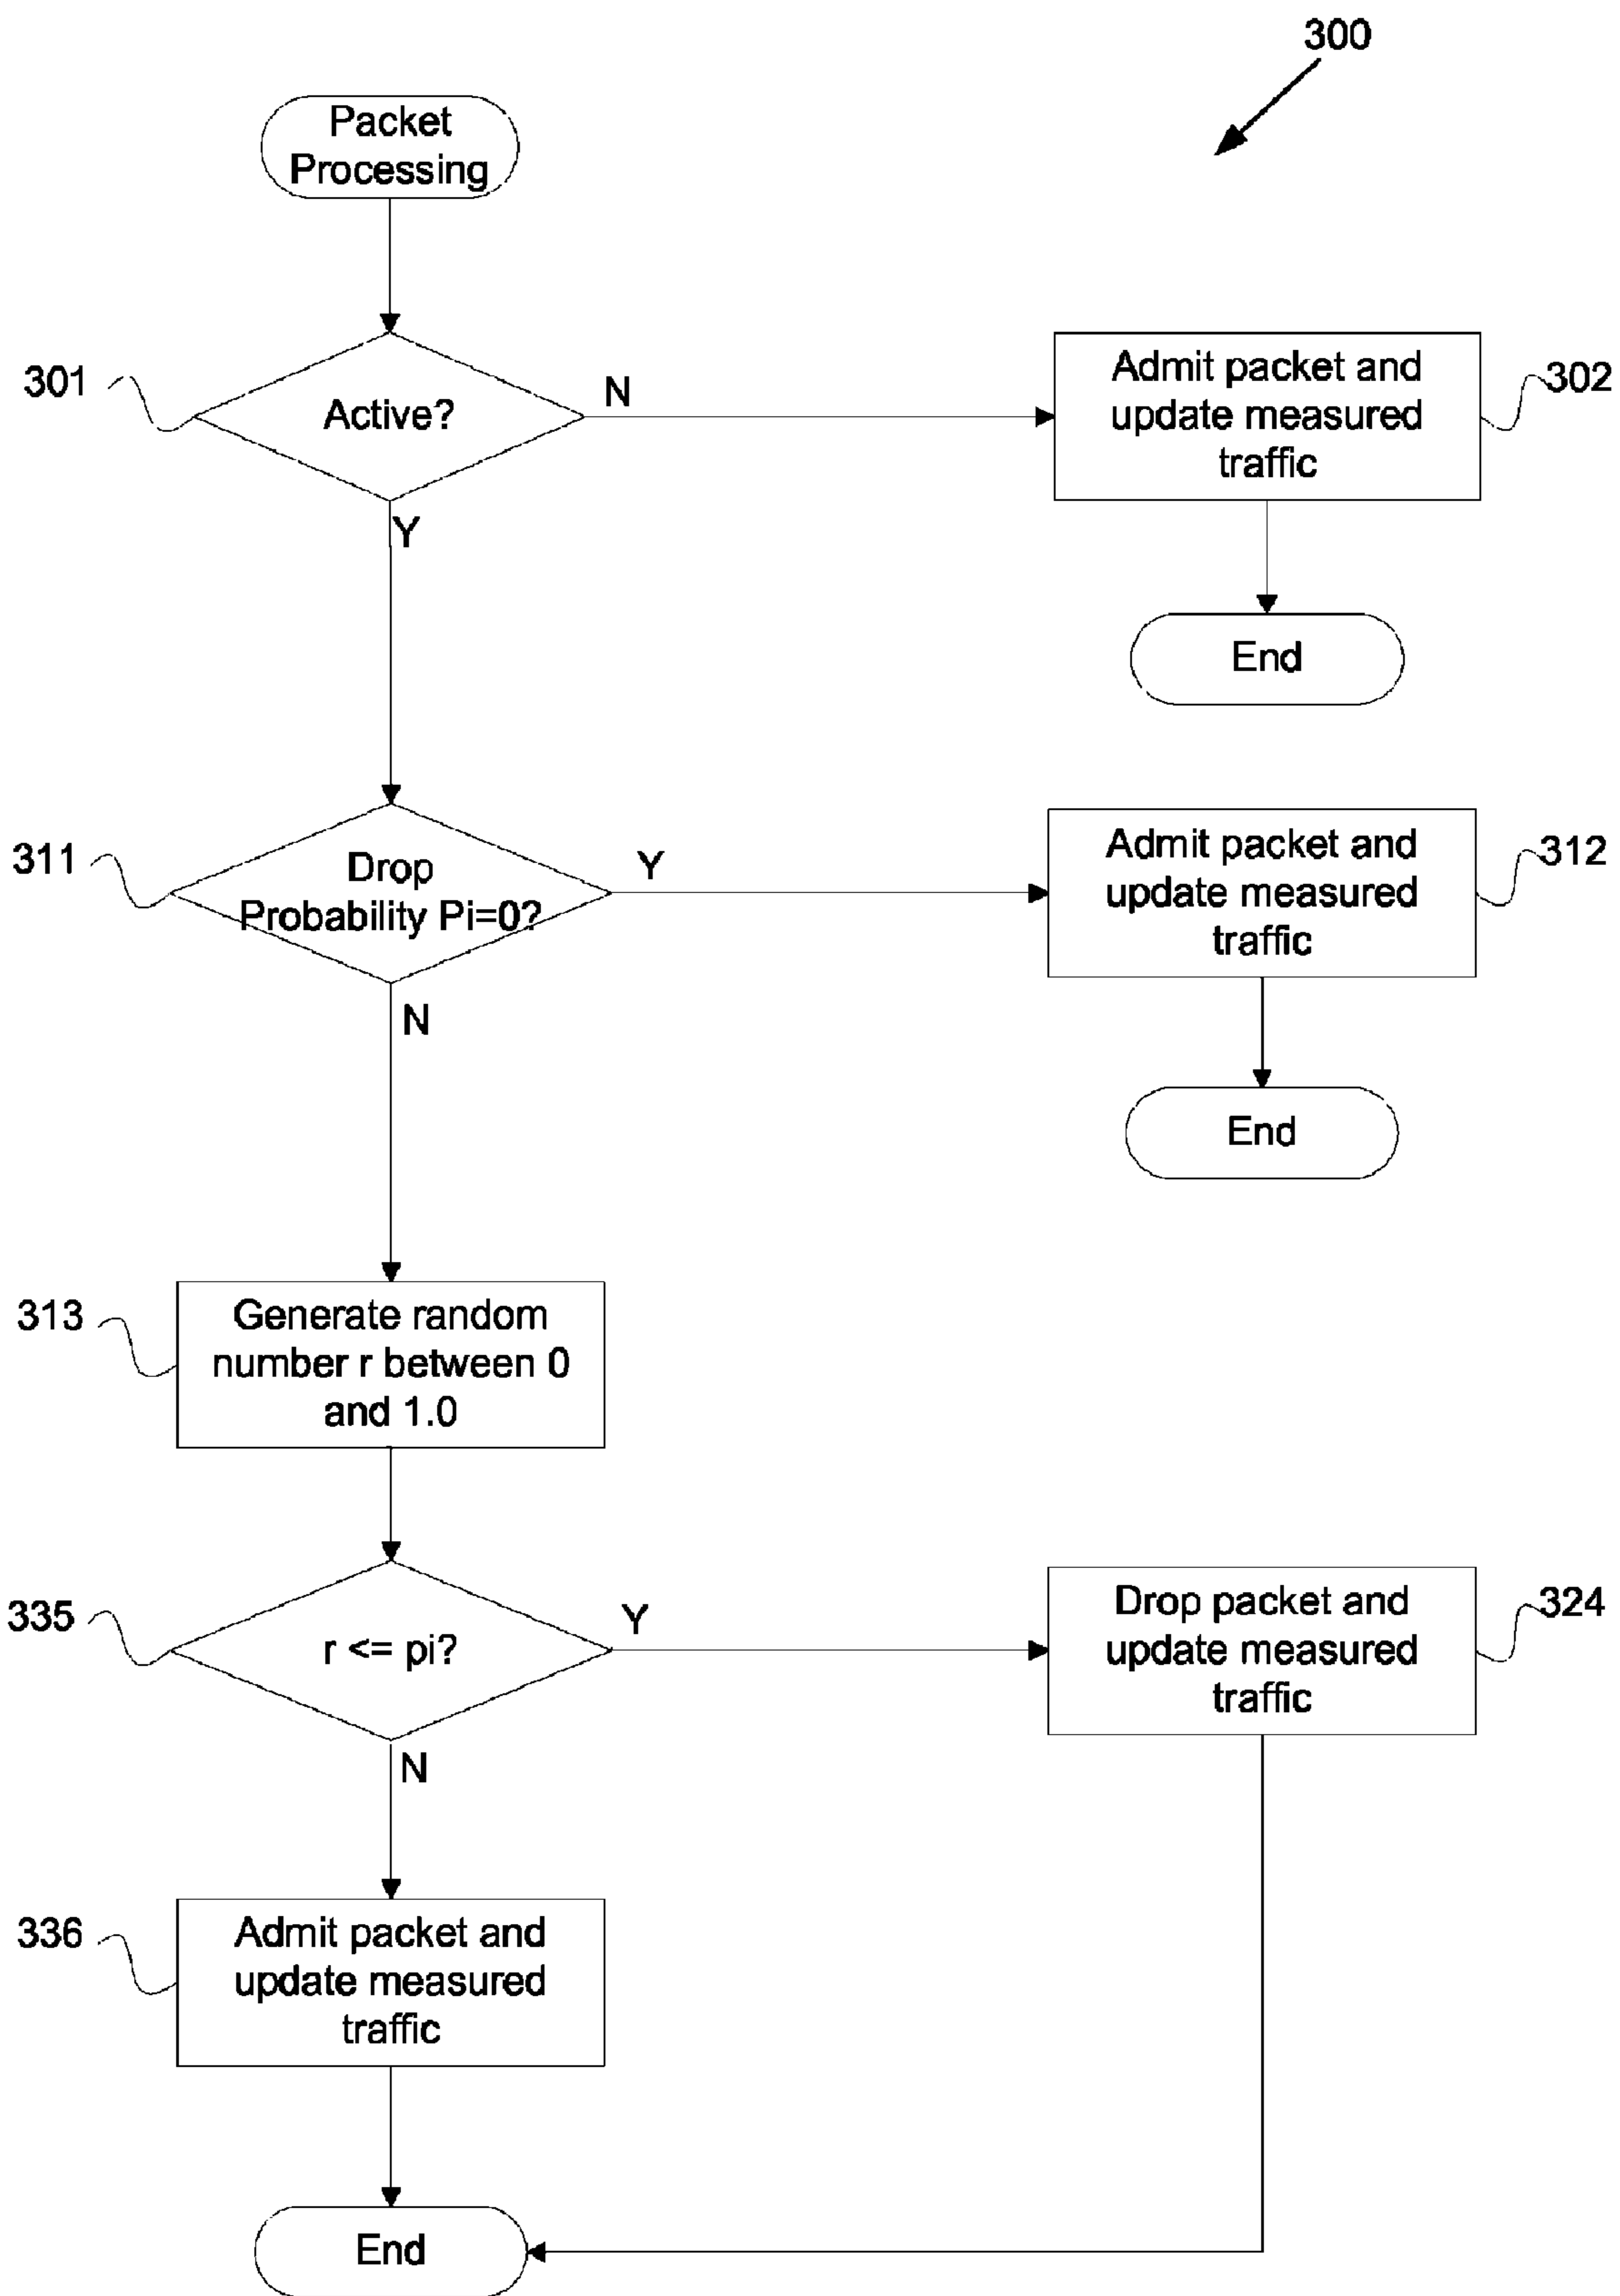 300
Packet
Processing
301
Active?
N
Admit packet and
update measured
traffic
302
Y
End
311
Drop
Probability Pi=0?
Y
Admit packet and
update measured
traffic
312
N
End
313
Generate random
number r between 0
and 1.0
335
r <= pi?
Y
Drop packet and
update measured
traffic
324
N
336
Admit packet and
update measured
traffic
End